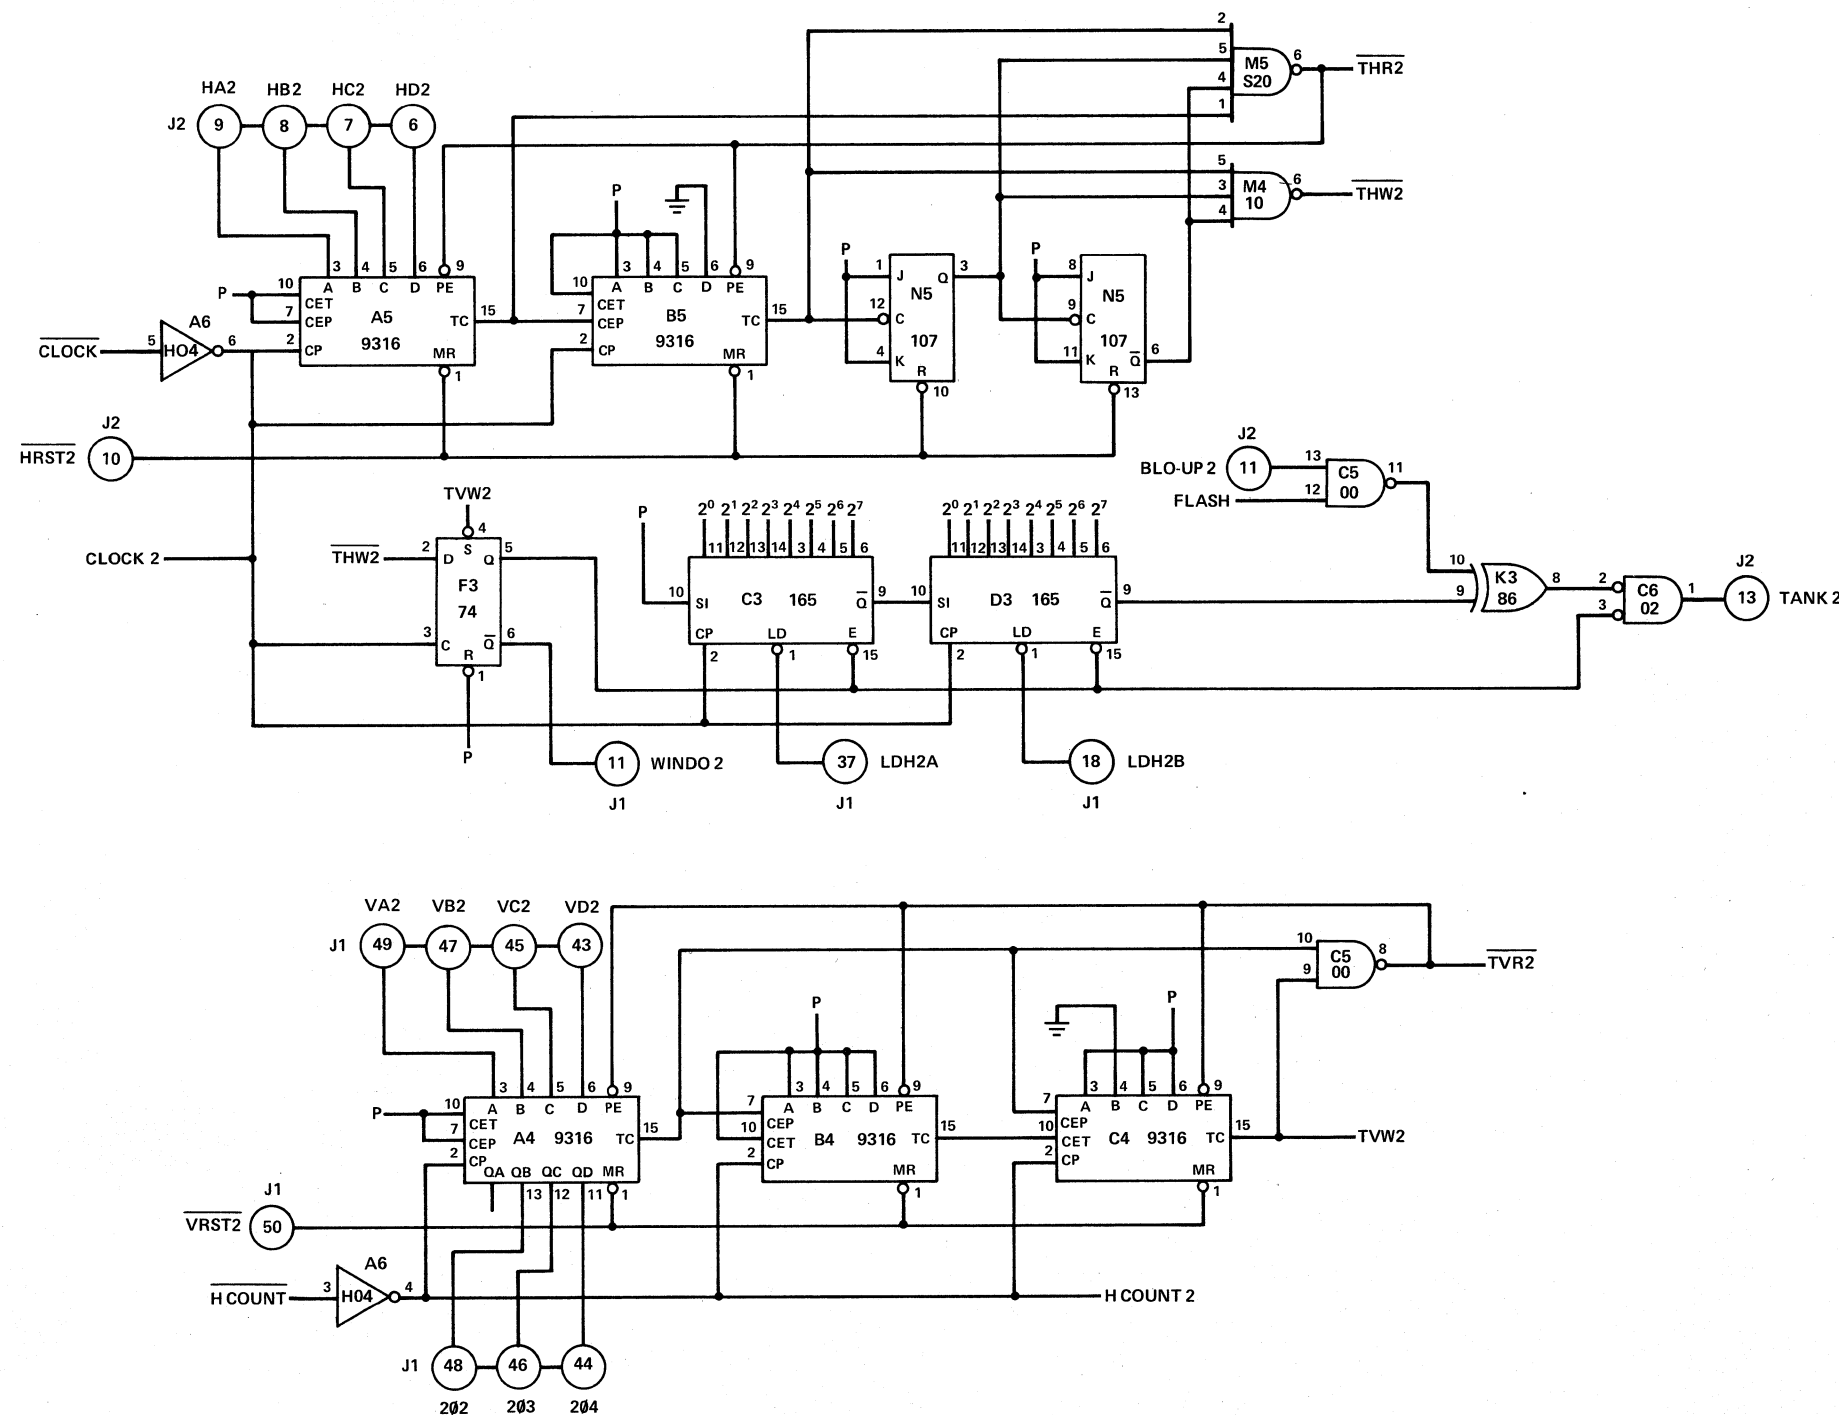 2
5 M5 6 T̅H̅R̅2̅
4 S20
1
HA2 HB2 HC2 HD2
J2 9 8 7 6
5 M4 6 T̅H̅W̅2̅
3 10
4
P
3 4 5 6 9
10 A B C D PE
P CET
7 CEP A5 TC 15
A6 9316
C̅L̅O̅C̅K̅ 5 HO4 6 2 CP MR
1
P
3 4 5 6 9
10 A B C D PE
CET
7 CEP B5 TC 15
2 CP 9316 MR
1
P
1 J Q 3
N5
12 C
107
4 K
R
10
P
8 J
N5
9 C
107
11 K Q̅ 6
R
13
J2
H̅R̅S̅T̅2̅ 10
J2
BLO-UP 2 11 13 C5 11
FLASH 12 00
TVW2
4
T̅H̅W̅2̅ 2 D S Q 5
F3
74
3 C Q̅ 6
R
1
P
CLOCK 2
P
2⁰ 2¹ 2² 2³ 2⁴ 2⁵ 2⁶ 2⁷
11 12 13 14 3 4 5 6
10 SI C3 165 Q̅ 9
CP LD E
2 1 15
2⁰ 2¹ 2² 2³ 2⁴ 2⁵ 2⁶ 2⁷
11 12 13 14 3 4 5 6
10 SI D3 165 Q̅ 9
CP LD E
2 1 15
10 K3 8
9 86
2 C6 1
3 02
J2
13 TANK 2
11 WINDO 2
J1
37 LDH2A
J1
18 LDH2B
J1
VA2 VB2 VC2 VD2
J1 49 47 45 43
10 C5 8 T̅V̅R̅2̅
9 00
3 4 5 6 9
P 10 A B C D PE
CET
7 CEP A4 9316 TC 15
2 CP
QA QB QC QD MR
13 12 11 1
P
3 4 5 6 9
7 A B C D PE
CEP
10 CET B4 9316 TC 15
2 CP MR
1
P
3 4 5 6 9
7 A B C D PE
CEP
10 CET C4 9316 TC 15 TVW2
2 CP MR
1
J1
V̅R̅S̅T̅2̅ 50
A6
H̅ ̅C̅O̅U̅N̅T̅ 3 H04 4 H COUNT 2
J1 48 46 44
2Ø2 2Ø3 2Ø4